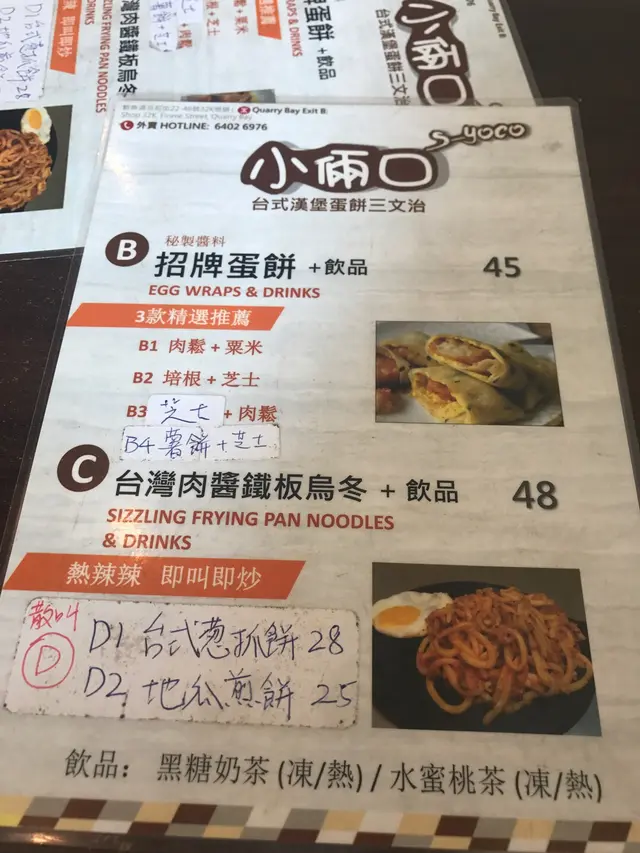 Quarry Bay Exit B:
外賣 HOTLINE: 6402 6976
S-yoco
小倆口
台式漢堡蛋餅三文治
B
秘製醬料
招牌蛋餅 +飲品 45
EGG WRAPS & DRINKS
3款精選推薦
B1 肉鬆 + 粟米
B2 培根 + 芝士
B3 芝士 + 肉鬆
B4 薯餅 + 芝士
C
台灣肉醬鐵板烏冬 + 飲品 48
SIZZLING FRYING PAN NOODLES
& DRINKS
熱辣辣 即叫即炒
散叫
D
D1 台式葱抓餅 28
D2 地瓜煎餅 25
飲品： 黑糖奶茶 (凍/熱) / 水蜜桃茶 (凍/熱)